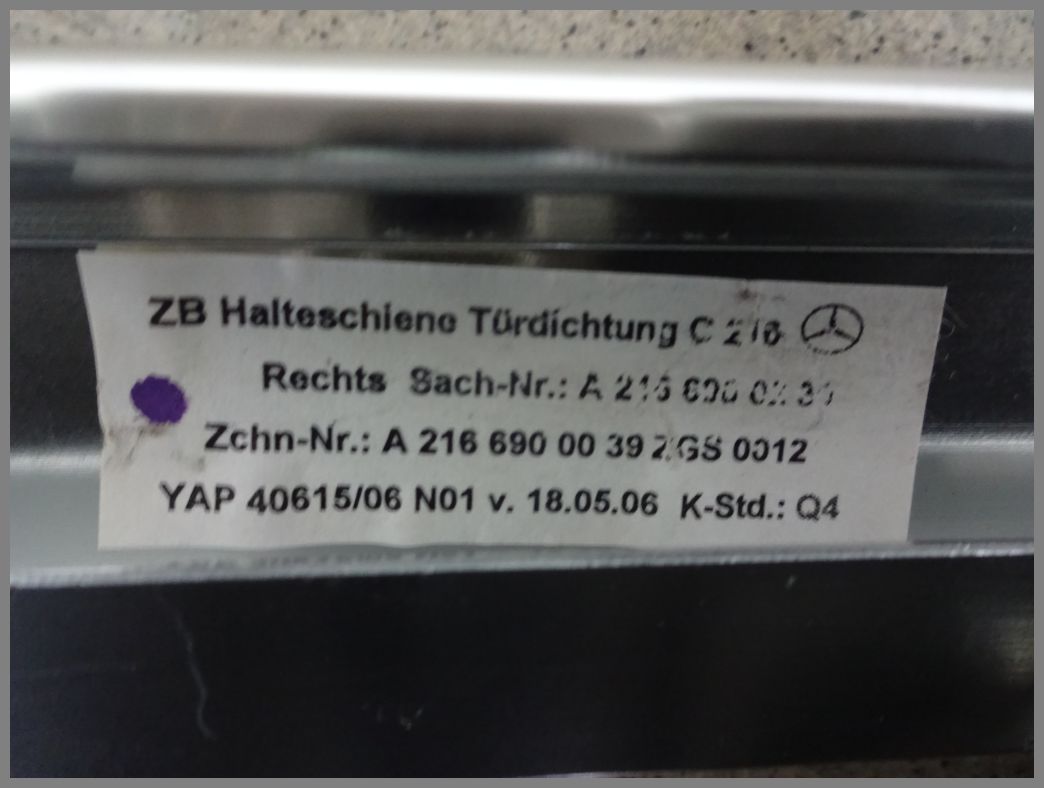 ZB Halteschiene Türdichtung C 216
Rechts Sach-Nr.: A 216
Zchn-Nr.: A 216 690 00 39 ZGS 0012
YAP 40615/06 N01 v. 18.05.06 K-Std.: Q4